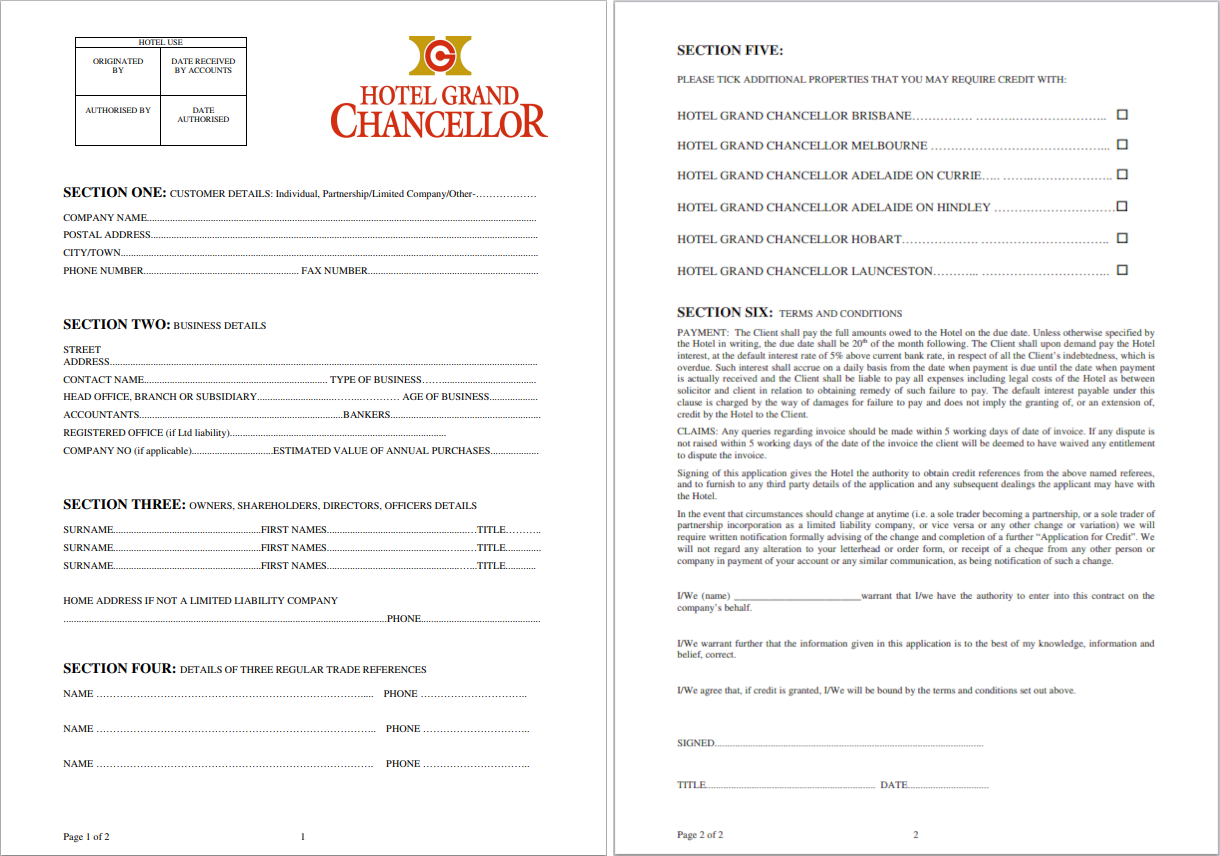 HOTEL USE
ORIGINATED
BY
DATE RECEIVED
BY ACCOUNTS
AUTHORISED BY
DATE
AUTHORISED
HOTEL GRAND
CHANCELLOR
SECTION ONE: CUSTOMER DETAILS: Individual, Partnership/Limited Company/Other-………………
COMPANY NAME....................................................................................................
POSTAL ADDRESS....................................................................................................
CITY/TOWN....................................................................................................
PHONE NUMBER.................................................. FAX NUMBER..................................................
SECTION TWO: BUSINESS DETAILS
STREET
ADDRESS....................................................................................................
CONTACT NAME.................................................. TYPE OF BUSINESS……..............................
HEAD OFFICE, BRANCH OR SUBSIDIARY.................................................. AGE OF BUSINESS...............
ACCOUNTANTS..................................................BANKERS..................................................
REGISTERED OFFICE (if Ltd liability)..................................................
COMPANY NO (if applicable)..............................ESTIMATED VALUE OF ANNUAL PURCHASES...............
SECTION THREE: OWNERS, SHAREHOLDERS, DIRECTORS, OFFICERS DETAILS
SURNAME..................................................FIRST NAMES..................................................TITLE………
SURNAME..................................................FIRST NAMES..................................................TITLE............
SURNAME..................................................FIRST NAMES..................................................TITLE............
HOME ADDRESS IF NOT A LIMITED LIABILITY COMPANY
....................................................................................................PHONE..................................................
SECTION FOUR: DETAILS OF THREE REGULAR TRADE REFERENCES
NAME ………………………………………………………………………….... PHONE …………………………..
NAME ………………………………………………………………………….. PHONE …………………………..
NAME …………………………………………………………………………. PHONE …………………………..
Page 1 of 2 1
SECTION FIVE:
PLEASE TICK ADDITIONAL PROPERTIES THAT YOU MAY REQUIRE CREDIT WITH:
HOTEL GRAND CHANCELLOR BRISBANE…………… ……….…………………….. ☐
HOTEL GRAND CHANCELLOR MELBOURNE …………………………………….... ☐
HOTEL GRAND CHANCELLOR ADELAIDE ON CURRIE….. ……..………………….. ☐
HOTEL GRAND CHANCELLOR ADELAIDE ON HINDLEY …………………………….☐
HOTEL GRAND CHANCELLOR HOBART………………. …………………………….. ☐
HOTEL GRAND CHANCELLOR LAUNCESTON………... …………………………….. ☐
SECTION SIX: TERMS AND CONDITIONS
PAYMENT: The Client shall pay the full amounts owed to the Hotel on the due date. Unless otherwise specified by
the Hotel in writing, the due date shall be 20th of the month following. The Client shall upon demand pay the Hotel
interest, at the default interest rate of 5% above current bank rate, in respect of all the Client's indebtedness, which is
overdue. Such interest shall accrue on a daily basis from the date when payment is due until the date when payment
is actually received and the Client shall be liable to pay all expenses including legal costs of the Hotel as between
solicitor and client in relation to obtaining remedy of such failure to pay. The default interest payable under this
clause is charged by the way of damages for failure to pay and does not imply the granting of, or an extension of,
credit by the Hotel to the Client.
CLAIMS: Any queries regarding invoice should be made within 5 working days of date of invoice. If any dispute is
not raised within 5 working days of the date of the invoice the client will be deemed to have waived any entitlement
to dispute the invoice.
Signing of this application gives the Hotel the authority to obtain credit references from the above named referees,
and to furnish to any third party details of the application and any subsequent dealings the applicant may have with
the Hotel.
In the event that circumstances should change at anytime (i.e. a sole trader becoming a partnership, or a sole trader of
partnership incorporation as a limited liability company, or vice versa or any other change or variation) we will
require written notification formally advising of the change and completion of a further “Application for Credit”. We
will not regard any alteration to your letterhead or order form, or receipt of a cheque from any other person or
company in payment of your account or any similar communication, as being notification of such a change.
I/We (name) _________________________warrant that I/we have the authority to enter into this contract on the
company's behalf.
I/We warrant further that the information given in this application is to the best of my knowledge, information and
belief, correct.
I/We agree that, if credit is granted, I/We will be bound by the terms and conditions set out above.
SIGNED....................................................................................................
TITLE.................................................................. DATE..............................
Page 2 of 2 2